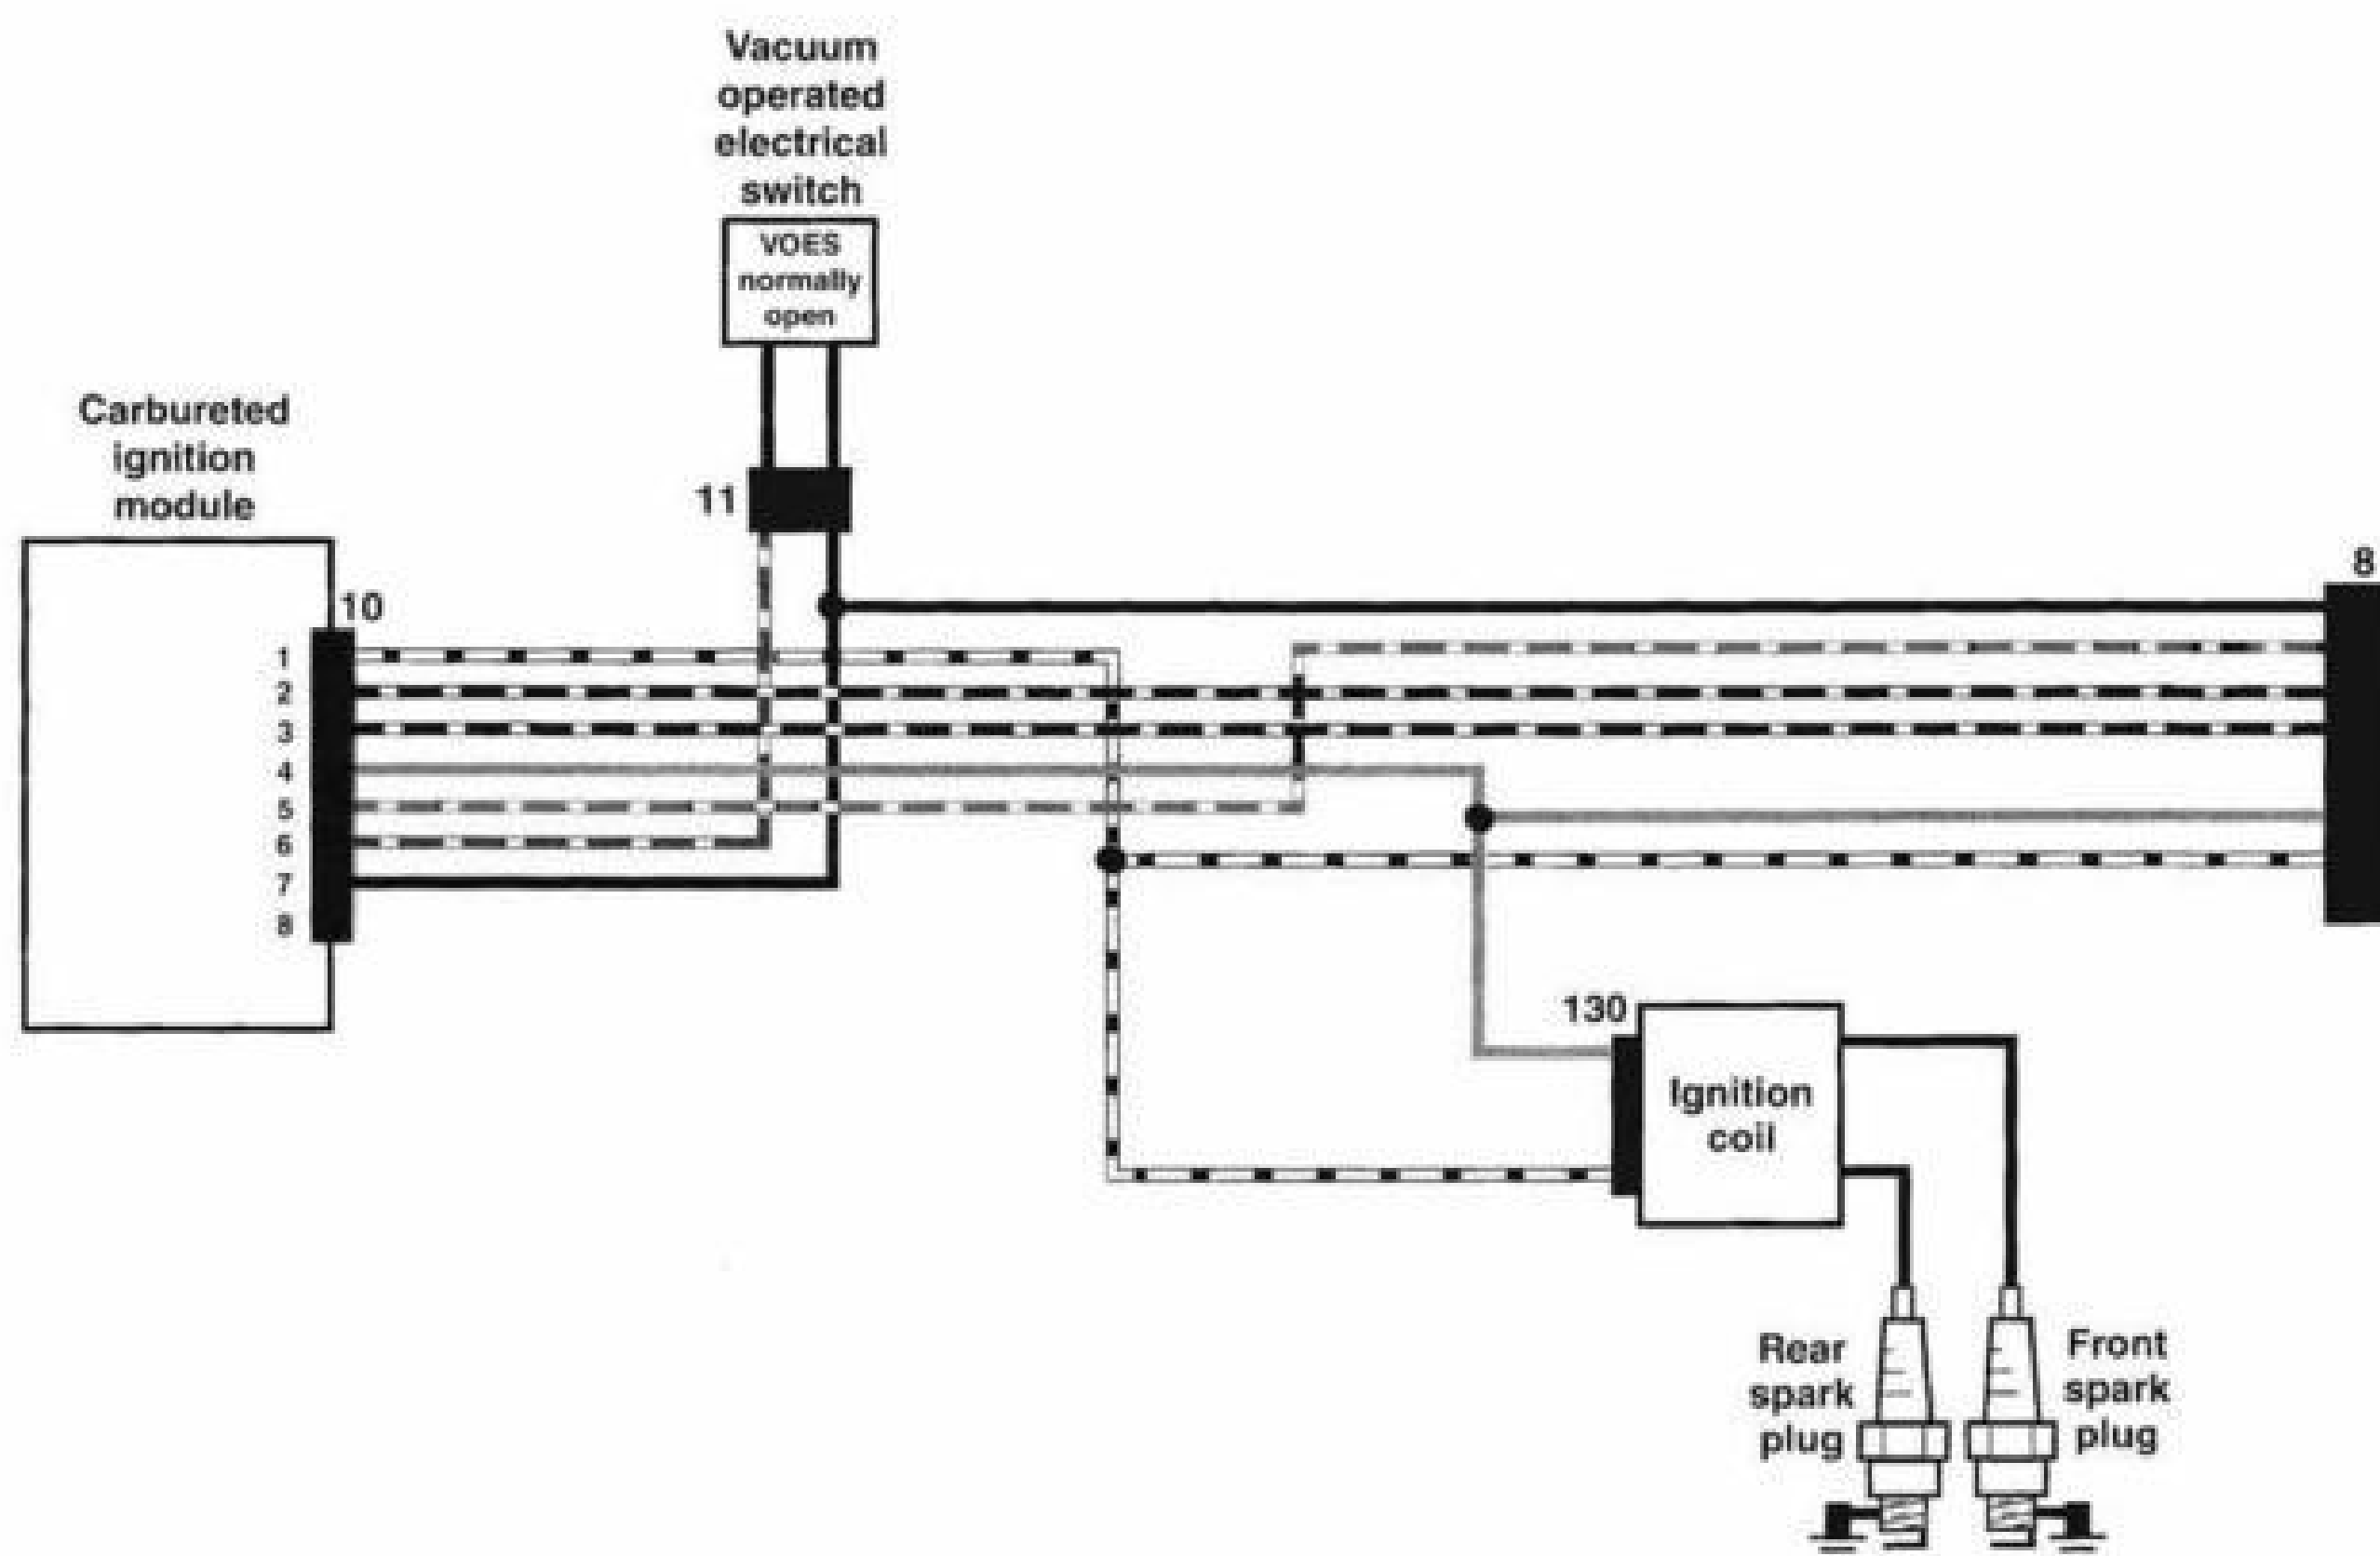 Vacuum
operated
electrical
switch
VOES
normally
open
11
Carbureted
ignition
module
10
1
2
3
4
5
6
7
8
8
130
Ignition
coil
Rear
spark
plug
Front
spark
plug